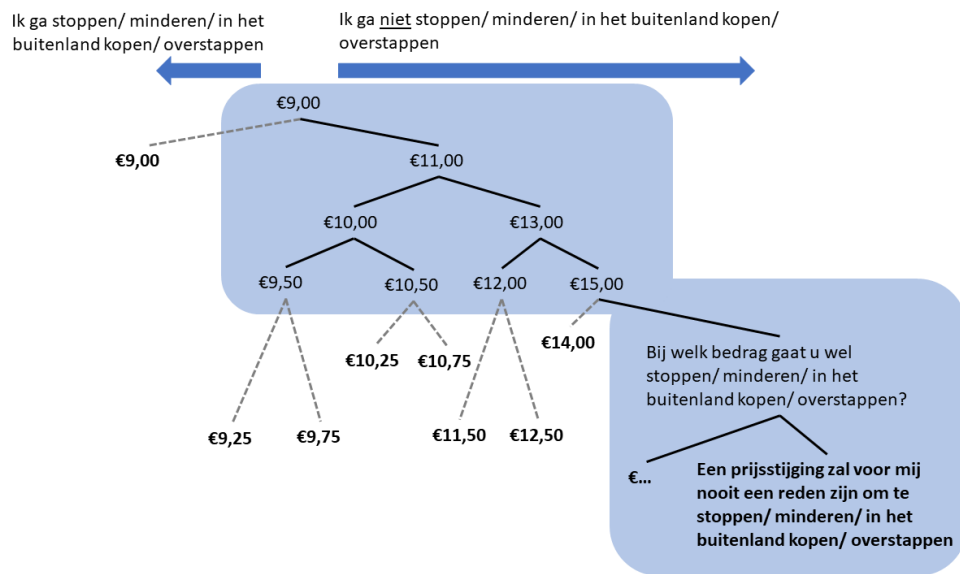 Ik ga stoppen/ minderen/ in het
buitenland kopen/ overstappen
Ik ga niet stoppen/ minderen/ in het buitenland kopen/
overstappen
€9,00
€9,00
€11,00
€10,00
€13,00
€9,50
€10,50
€12,00
€15,00
€10,25
€10,75
€14,00
€9,25
€9,75
€11,50
€12,50
Bij welk bedrag gaat u wel
stoppen/ minderen/ in het
buitenland kopen/ overstappen?
€...
Een prijsstijging zal voor mij
nooit een reden zijn om te
stoppen/ minderen/ in het
buitenland kopen/ overstappen